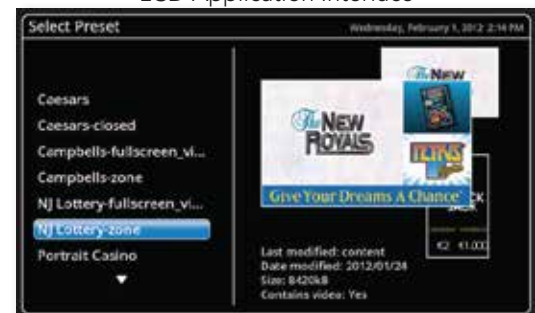 LCD Application Interface
Select Preset
Wednesday, February 1, 2012 2:14 PM
Caesars
Caesars-closed
Campbells-fullscreen_vi...
Campbells-zone
NJ Lottery-fullscreen_vi...
NJ Lottery-zone
Portrait Casino
The NEW
The NEW ROYALS
TETRIS
Give Your Dreams A Chance
CK
JACK
€2 €1.000
Last modified: content
Date modified: 2012/01/24
Size: 8420kB
Contains video: Yes